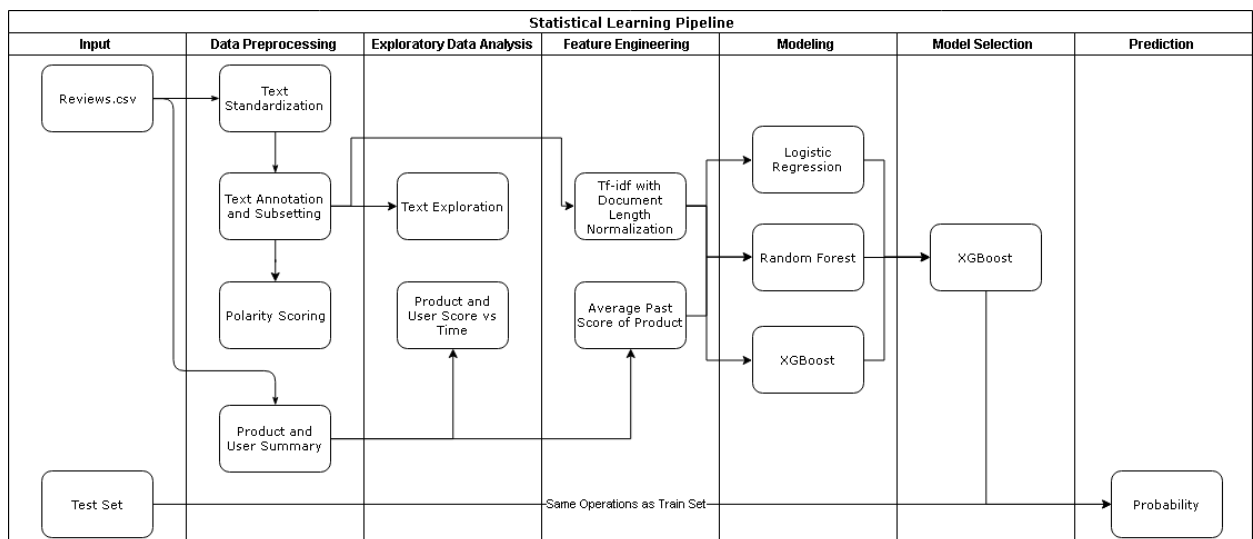 Statistical Learning Pipeline
Input
Data Preprocessing
Exploratory Data Analysis
Feature Engineering
Modeling
Model Selection
Prediction
Reviews.csv
Text
Standardization
Text Annotation
and Subsetting
Polarity Scoring
Product and
User Summary
Text Exploration
Product and
User Score vs
Time
Tf-idf with
Document
Length
Normalization
Average Past
Score of Product
Logistic
Regression
Random Forest
XGBoost
XGBoost
Test Set
Same Operations as Train Set
Probability